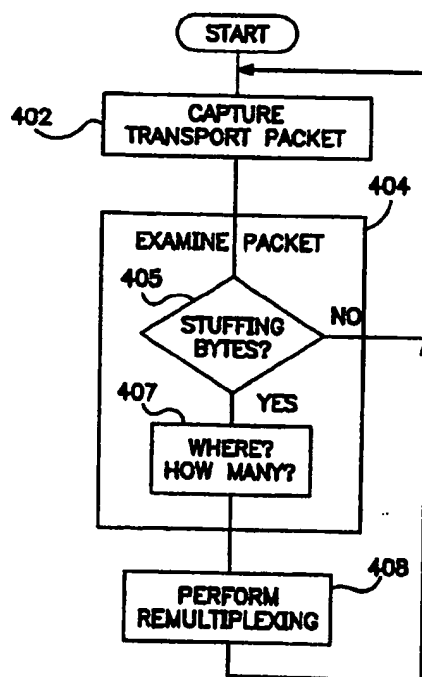 START
402
CAPTURE
TRANSPORT PACKET
404
EXAMINE PACKET
405
STUFFING
BYTES?
NO
YES
407
WHERE?
HOW MANY?
408
PERFORM
REMULTIPLEXING